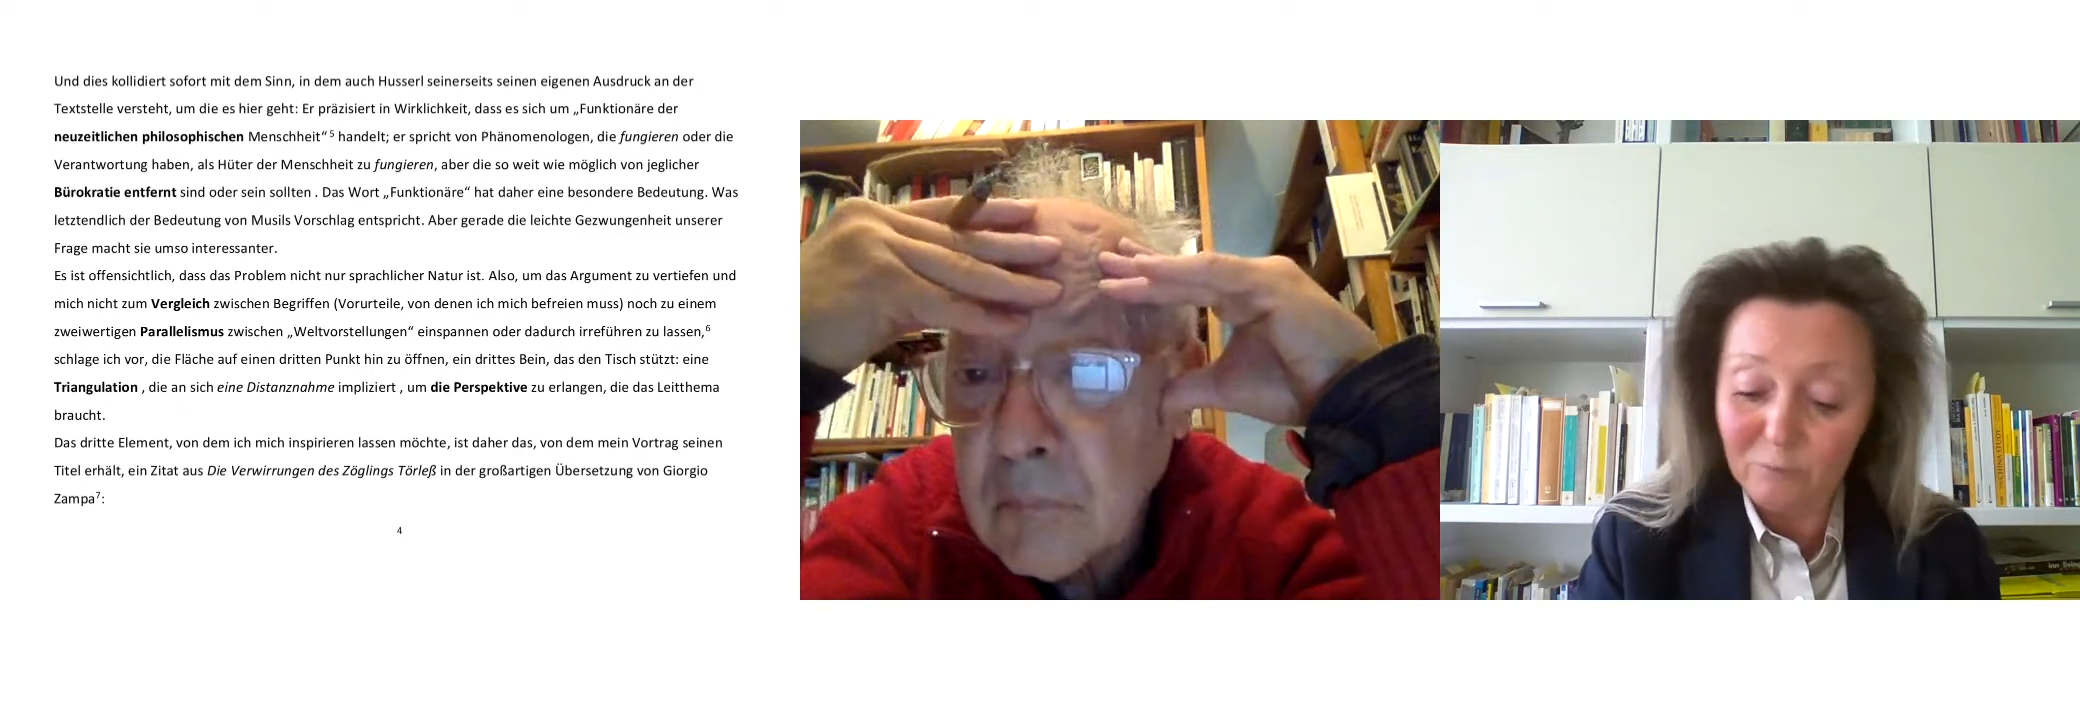 Und dies kollidiert sofort mit dem Sinn, in dem auch Husserl seinerseits seinen eigenen Ausdruck an der
Textstelle versteht, um die es hier geht: Er präzisiert in Wirklichkeit, dass es sich um „Funktionäre der
neuzeitlichen philosophischen Menschheit“ 5 handelt; er spricht von Phänomenologen, die fungieren oder die
Verantwortung haben, als Hüter der Menschheit zu fungieren, aber die so weit wie möglich von jeglicher
Bürokratie entfernt sind oder sein sollten . Das Wort „Funktionäre“ hat daher eine besondere Bedeutung. Was
letztendlich der Bedeutung von Musils Vorschlag entspricht. Aber gerade die leichte Gezwungenheit unserer
Frage macht sie umso interessanter.
Es ist offensichtlich, dass das Problem nicht nur sprachlicher Natur ist. Also, um das Argument zu vertiefen und
mich nicht zum Vergleich zwischen Begriffen (Vorurteile, von denen ich mich befreien muss) noch zu einem
zweiwertigen Parallelismus zwischen „Weltvorstellungen“ einspannen oder dadurch irreführen zu lassen,6
schlage ich vor, die Fläche auf einen dritten Punkt hin zu öffnen, ein drittes Bein, das den Tisch stützt: eine
Triangulation , die an sich eine Distanznahme impliziert , um die Perspektive zu erlangen, die das Leitthema
braucht.
Das dritte Element, von dem ich mich inspirieren lassen möchte, ist daher das, von dem mein Vortrag seinen
Titel erhält, ein Zitat aus Die Verwirrungen des Zöglings Törleß in der großartigen Übersetzung von Giorgio
Zampa7:
4
CHINA STUDY